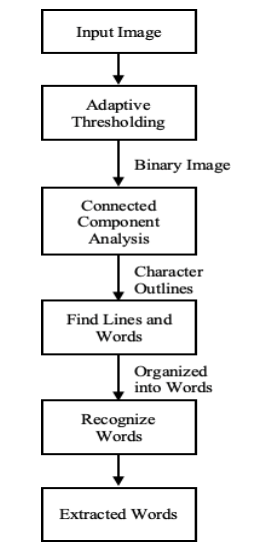 Input Image
Adaptive
Thresholding
Binary Image
Connected
Component
Analysis
Character
Outlines
Find Lines and
Words
Organized
into Words
Recognize
Words
Extracted Words